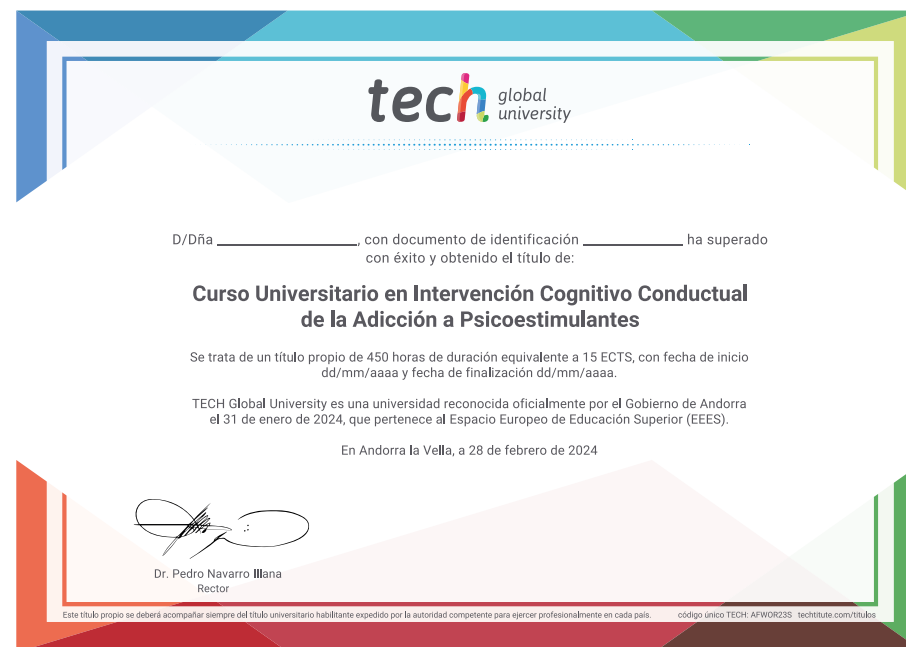 tech global university
D/Dña ____________, con documento de identificación ____________ ha superado
con éxito y obtenido el título de:
Curso Universitario en Intervención Cognitivo Conductual
de la Adicción a Psicoestimulantes
Se trata de un título propio de 450 horas de duración equivalente a 15 ECTS, con fecha de inicio
dd/mm/aaaa y fecha de finalización dd/mm/aaaa.
TECH Global University es una universidad reconocida oficialmente por el Gobierno de Andorra
el 31 de enero de 2024, que pertenece al Espacio Europeo de Educación Superior (EEES).
En Andorra la Vella, a 28 de febrero de 2024
Dr. Pedro Navarro Illana
Rector
Este título propio se deberá acompañar siempre del título universitario habilitante expedido por la autoridad competente para ejercer profesionalmente en cada país. código único TECH: AFWOR23S techtitute.com/titulos